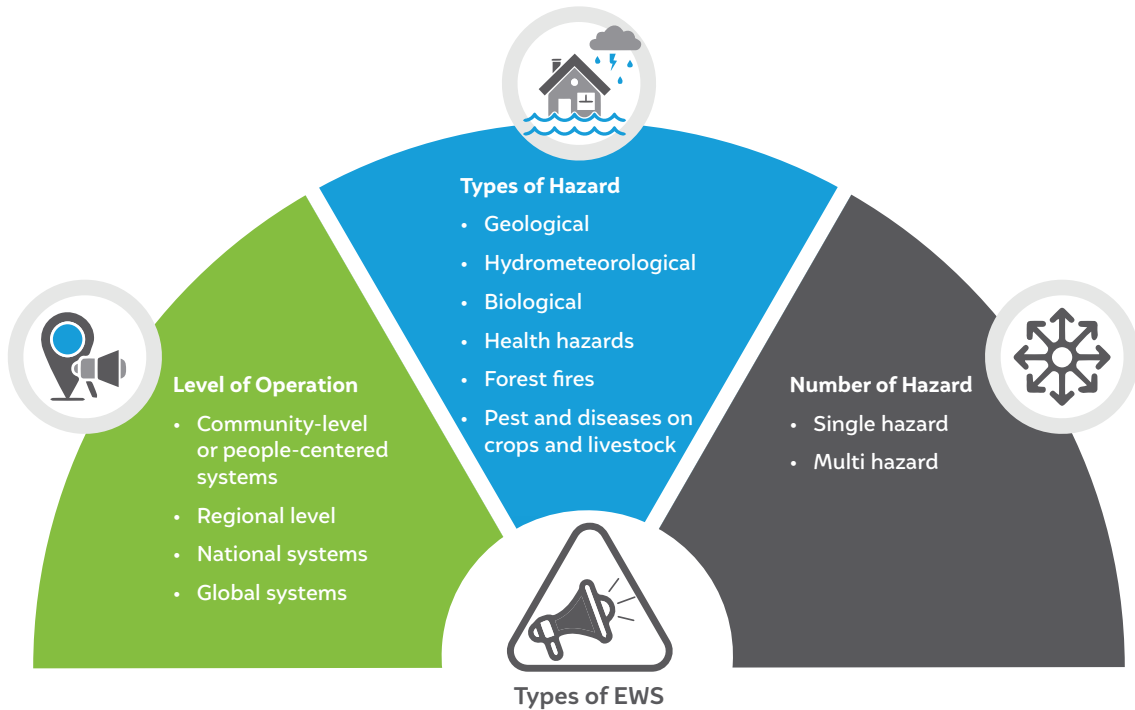 Types of Hazard
• Geological
• Hydrometeorological
• Biological
• Health hazards
• Forest fires
• Pest and diseases on
crops and livestock
Level of Operation
• Community-level
or people-centered
systems
• Regional level
• National systems
• Global systems
Number of Hazard
• Single hazard
• Multi hazard
Types of EWS